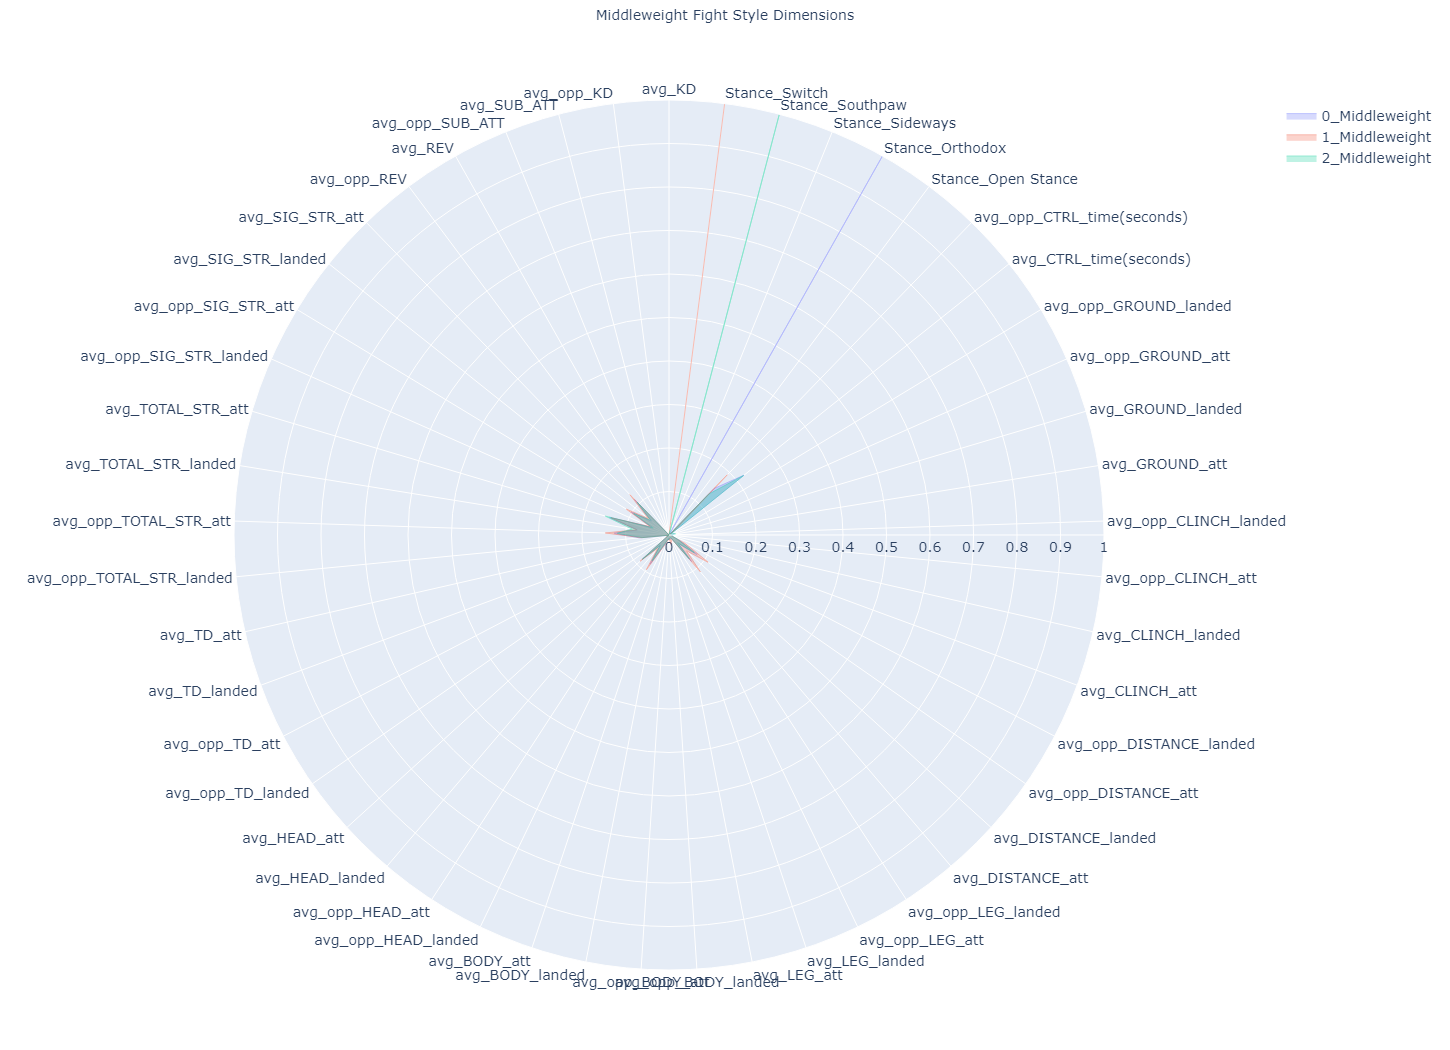 Middleweight Fight Style Dimensions
0_Middleweight
1_Middleweight
2_Middleweight
avg_KD
avg_opp_KD
avg_SUB_ATT
avg_opp_SUB_ATT
avg_REV
avg_opp_REV
avg_SIG_STR_att
avg_SIG_STR_landed
avg_opp_SIG_STR_att
avg_opp_SIG_STR_landed
avg_TOTAL_STR_att
avg_TOTAL_STR_landed
avg_opp_TOTAL_STR_att
avg_opp_TOTAL_STR_landed
avg_TD_att
avg_TD_landed
avg_opp_TD_att
avg_opp_TD_landed
avg_HEAD_att
avg_HEAD_landed
avg_opp_HEAD_att
avg_opp_HEAD_landed
avg_BODY_att
avg_BODY_landed
avg_opp_BODY_att
avg_opp_BODY_landed
avg_LEG_att
avg_LEG_landed
avg_opp_LEG_att
avg_opp_LEG_landed
avg_DISTANCE_att
avg_DISTANCE_landed
avg_opp_DISTANCE_att
avg_opp_DISTANCE_landed
avg_CLINCH_att
avg_CLINCH_landed
avg_opp_CLINCH_att
avg_opp_CLINCH_landed
avg_GROUND_att
avg_GROUND_landed
avg_opp_GROUND_att
avg_opp_GROUND_landed
avg_CTRL_time(seconds)
avg_opp_CTRL_time(seconds)
Stance_Open Stance
Stance_Orthodox
Stance_Sideways
Stance_Southpaw
Stance_Switch
0 0.1 0.2 0.3 0.4 0.5 0.6 0.7 0.8 0.9 1